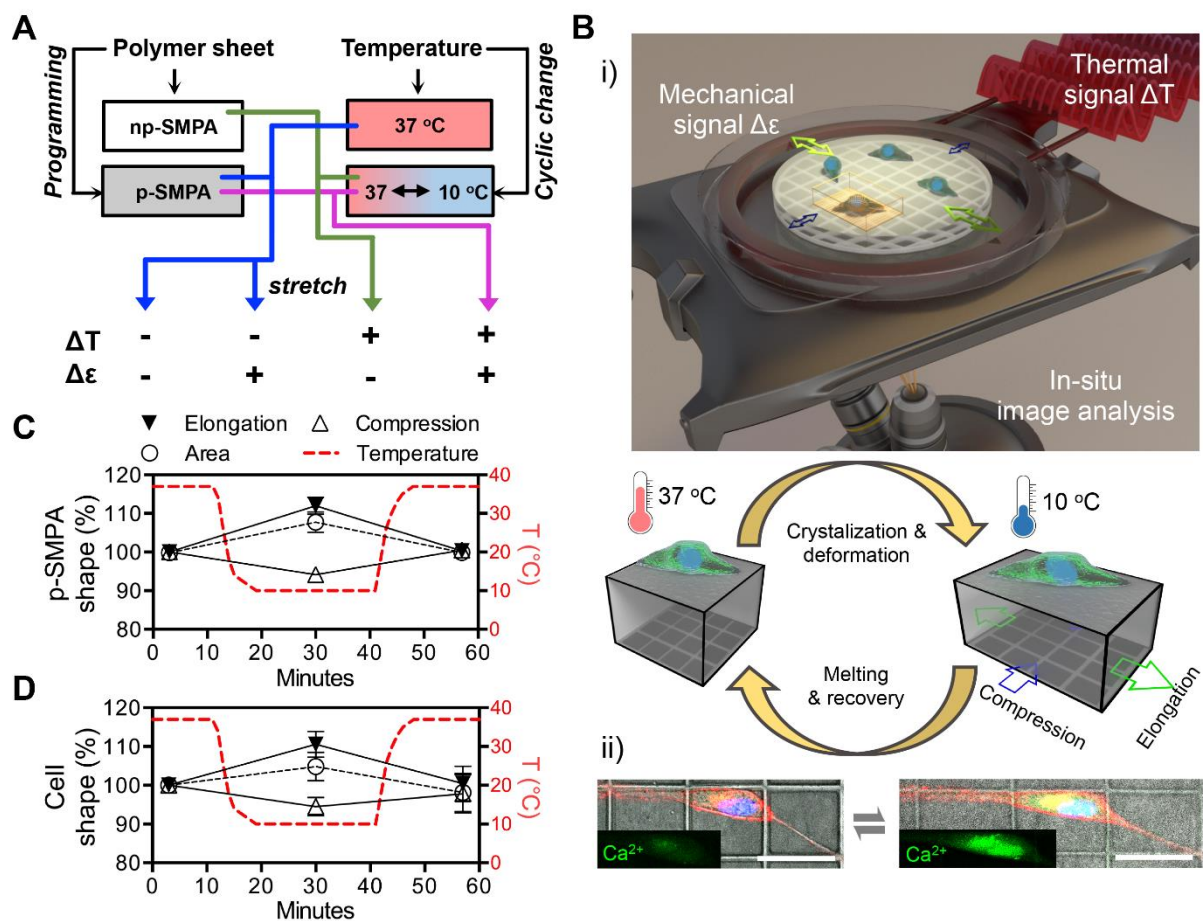 A
Polymer sheet
Temperature
Programming
np-SMPA
37 °C
Cyclic change
p-SMPA
37 ↔ 10 °C
stretch
ΔT - - + +
Δε - + - +
B
i)
Mechanical
signal Δε
Thermal
signal ΔT
In-situ
image analysis
37 °C
10 °C
Crystalization &
deformation
Melting
& recovery
Compression
Elongation
ii)
Ca2+
Ca2+
C
Elongation
Compression
Area
Temperature
p-SMPA
shape (%)
120
110
100
90
80
40
30
20
10
0
T (°C)
0 10 20 30 40 50 60
Minutes
D
Cell
shape (%)
120
110
100
90
80
40
30
20
10
0
T (°C)
0 10 20 30 40 50 60
Minutes